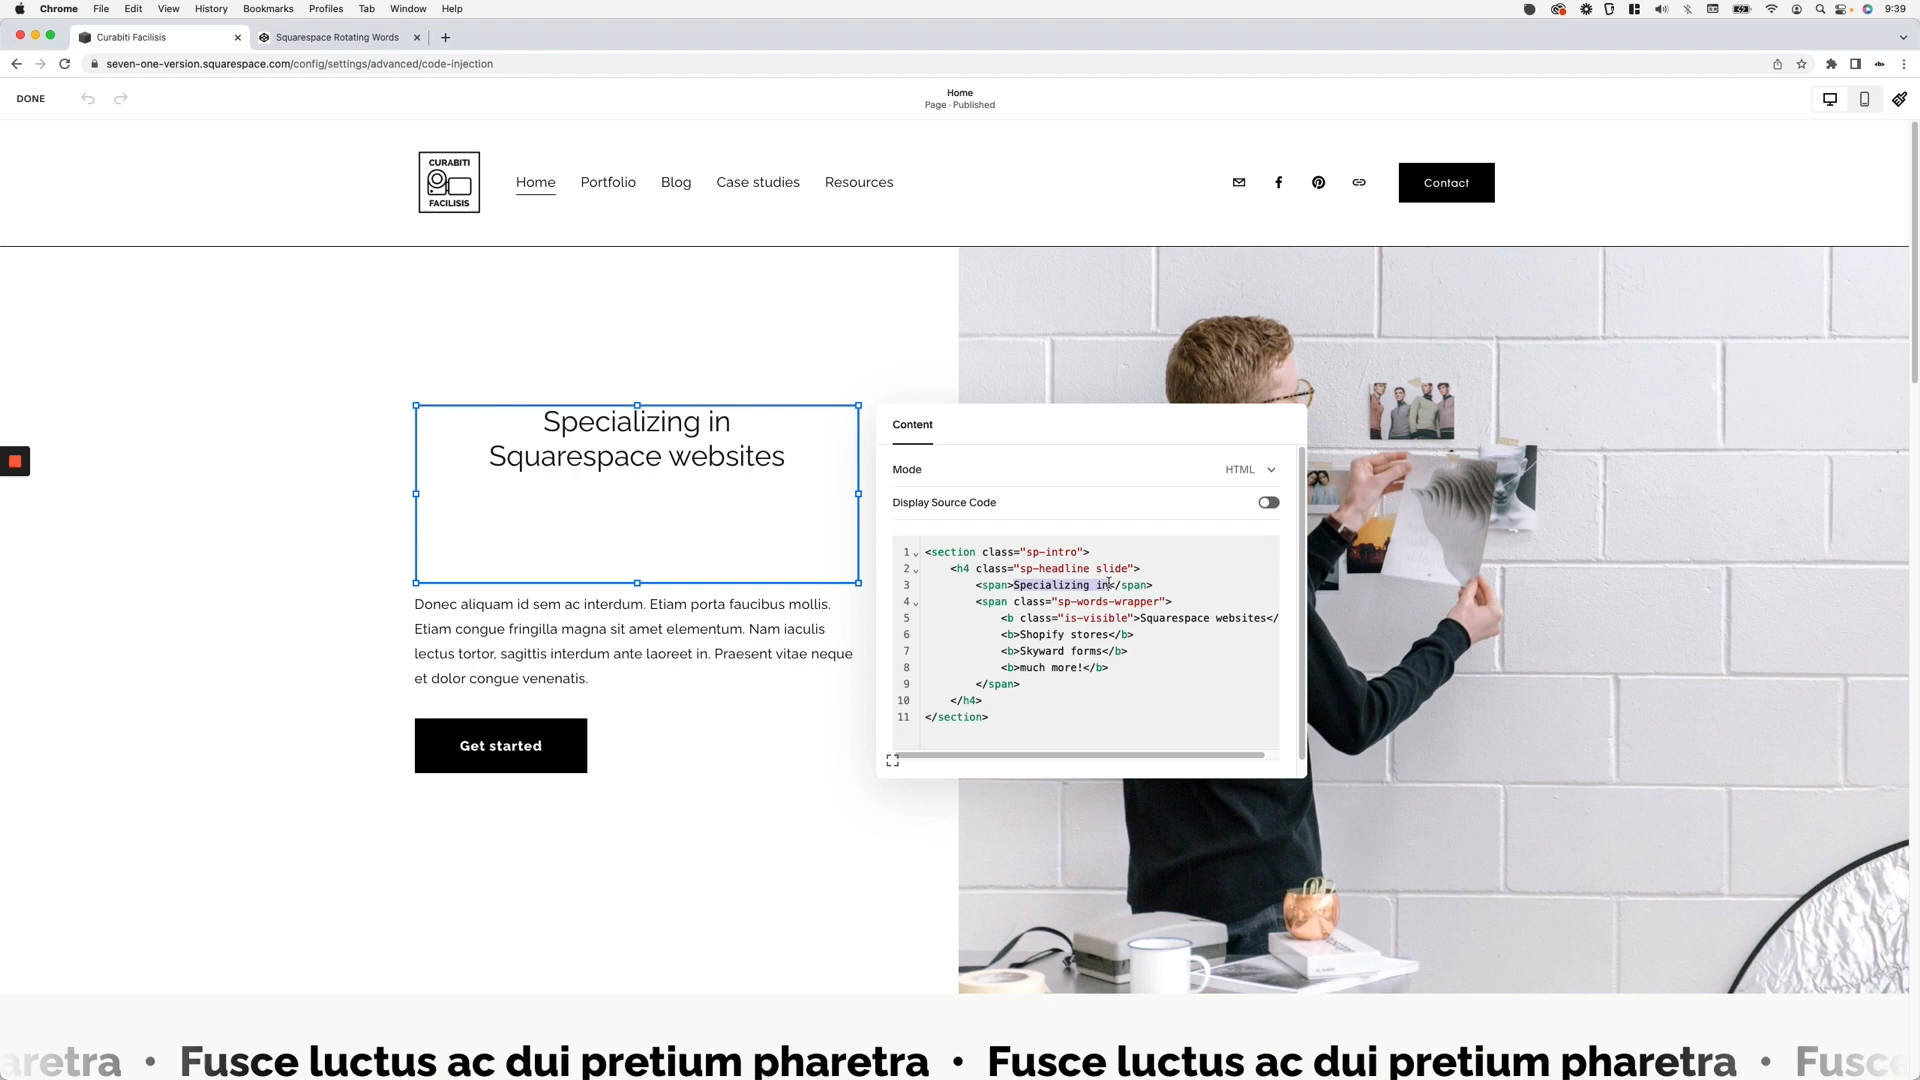 Chrome File Edit View History Bookmarks Profiles Tab Window Help 9:39
Curabiti Facilisis Squarespace Rotating Words
seven-one-version.squarespace.com/config/settings/advanced/code-injection
DONE
Home
Page · Published
CURABITI
FACILISIS
Home Portfolio Blog Case studies Resources
Contact
Specializing in
Squarespace websites
Donec aliquam id sem ac interdum. Etiam porta faucibus mollis.
Etiam congue fringilla magna sit amet elementum. Nam iaculis
lectus tortor, sagittis interdum ante laoreet in. Praesent vitae neque
et dolor congue venenatis.
Get started
Content
Mode HTML
Display Source Code
1 <section class="sp-intro">
2 <h4 class="sp-headline slide">
3 <span>Specializing in</span>
4 <span class="sp-words-wrapper">
5 <b class="is-visible">Squarespace websites</
6 <b>Shopify stores</b>
7 <b>Skyward forms</b>
8 <b>much more!</b>
9 </span>
10 </h4>
11 </section>
aretra • Fusce luctus ac dui pretium pharetra • Fusce luctus ac dui pretium pharetra • Fusce